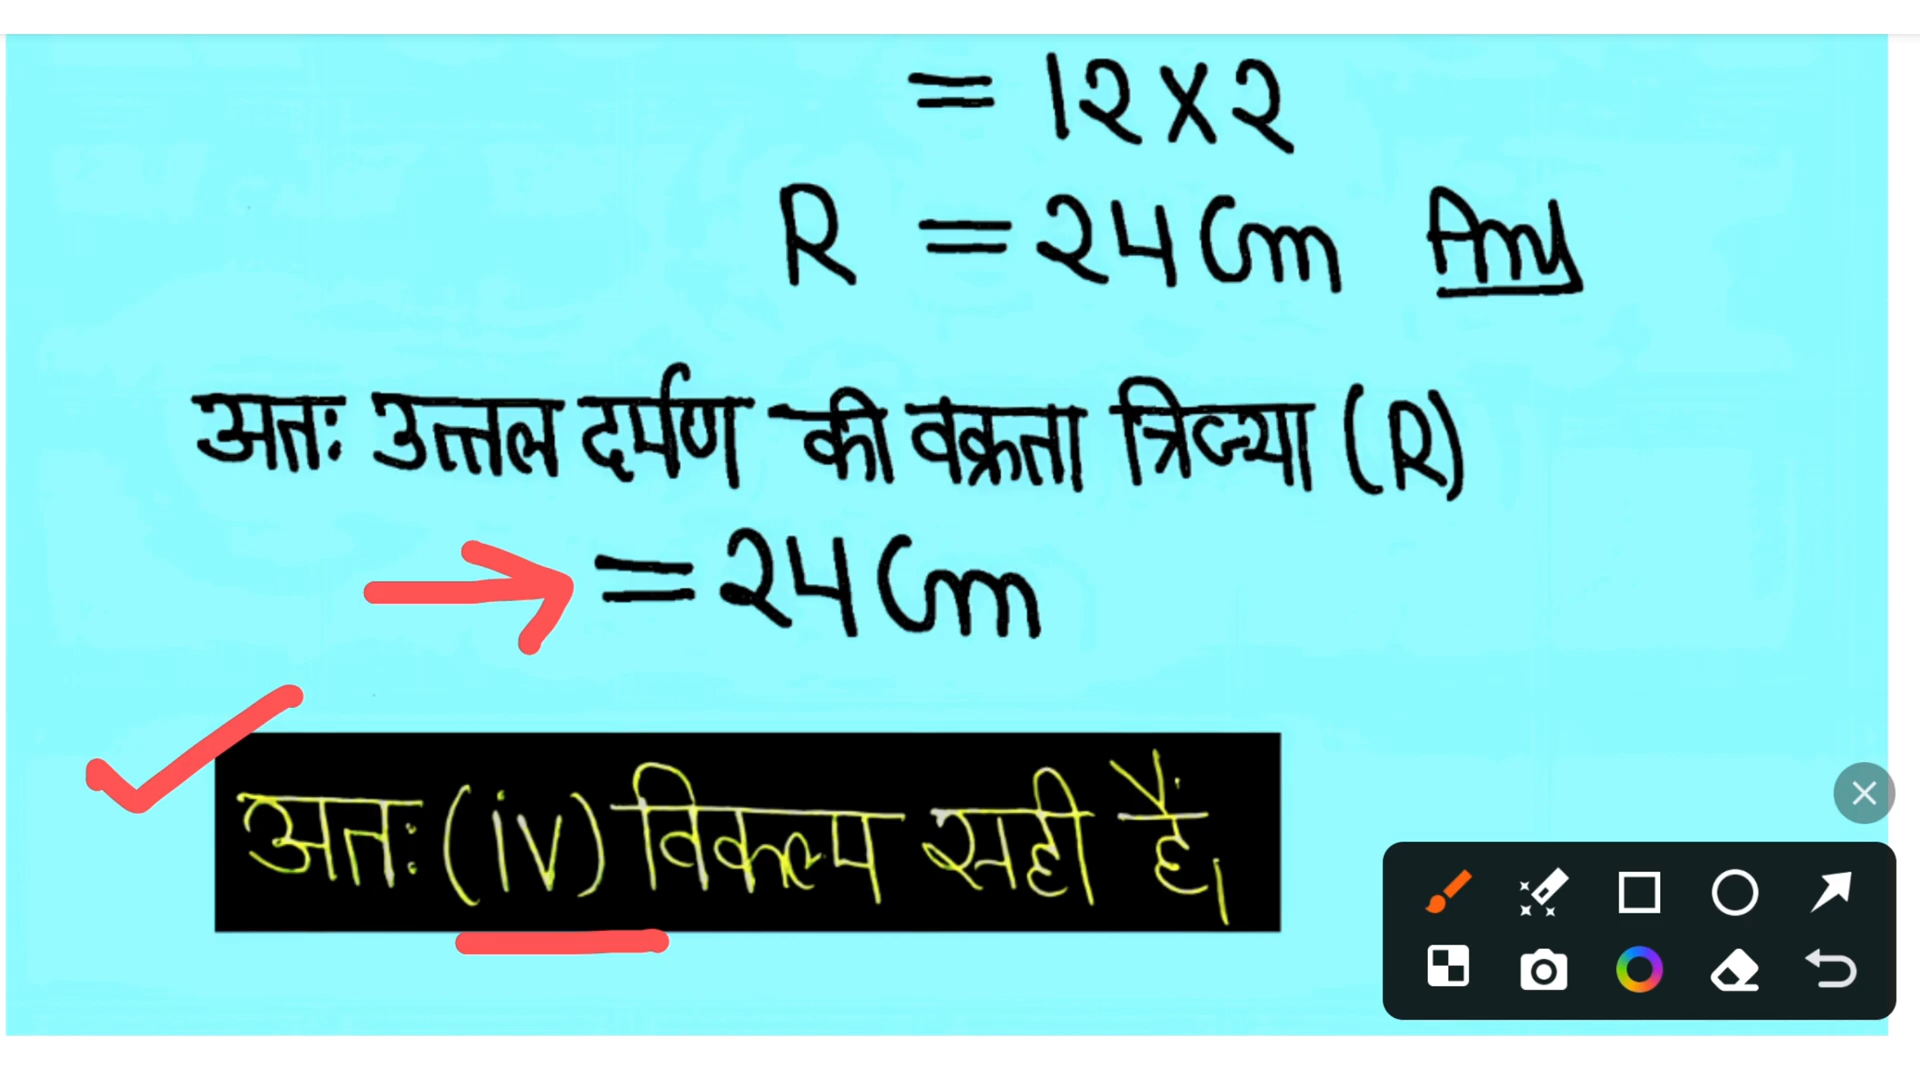 = 12 x 2
R = 24 Cm Ans
अतः उत्तल दर्पण की वक्रता त्रिज्या (R)
= 24 Cm
अतः (iv) विकल्प सही है।